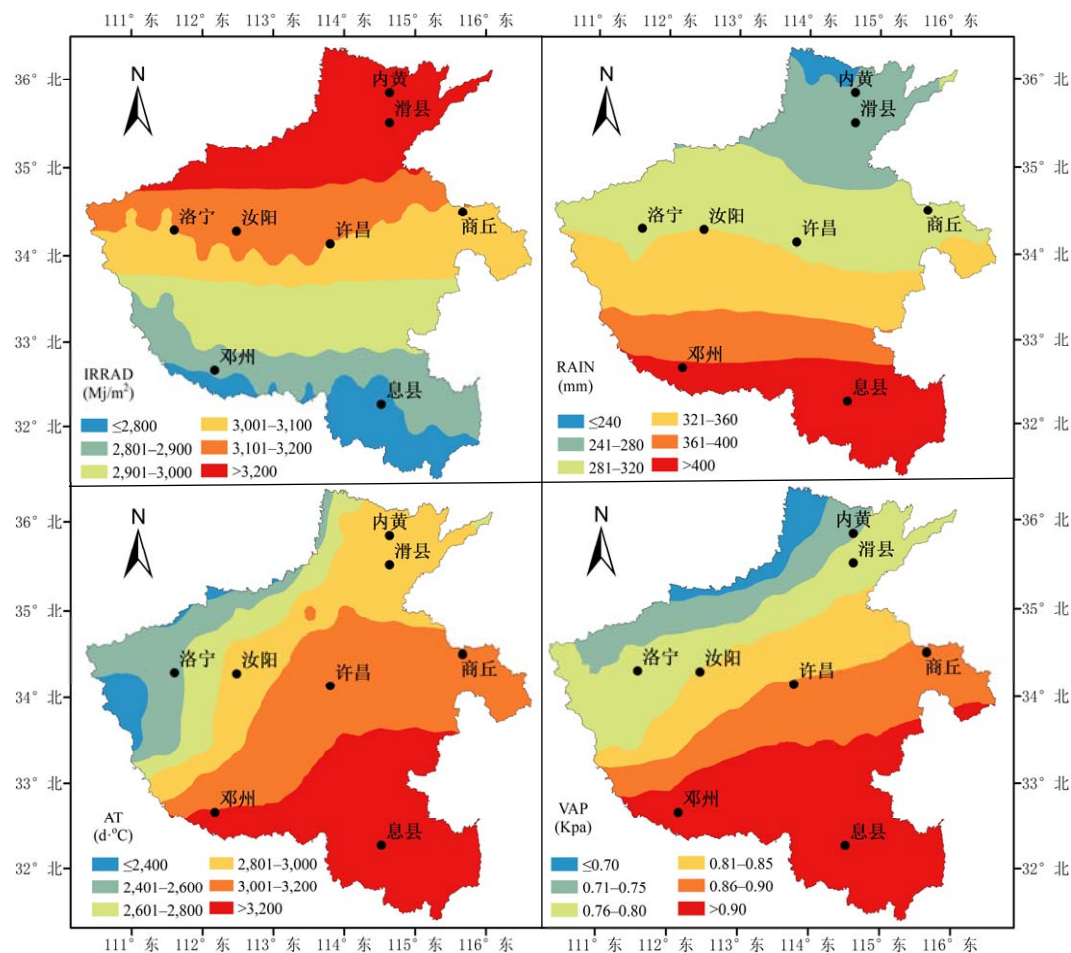 111° 东 112° 东 113° 东 114° 东 115° 东 116° 东
111° 东 112° 东 113° 东 114° 东 115° 东 116° 东
36° 北
35° 北
34° 北
33° 北
32° 北
N
内黄
滑县
洛宁
汝阳
许昌
商丘
邓州
息县
IRRAD
(Mj/m²)
≤2,800
2,801–2,900
2,901–3,000
3,001–3,100
3,101–3,200
>3,200
N
内黄
滑县
洛宁
汝阳
许昌
商丘
邓州
息县
RAIN
(mm)
≤240
241–280
281–320
321–360
361–400
>400
36° 北
35° 北
34° 北
33° 北
32° 北
36° 北
35° 北
34° 北
33° 北
32° 北
N
内黄
滑县
洛宁
汝阳
许昌
商丘
邓州
息县
AT
(d·°C)
≤2,400
2,401–2,600
2,601–2,800
2,801–3,000
3,001–3,200
>3,200
N
内黄
滑县
洛宁
汝阳
许昌
商丘
邓州
息县
VAP
(Kpa)
≤0.70
0.71–0.75
0.76–0.80
0.81–0.85
0.86–0.90
>0.90
36° 北
35° 北
34° 北
33° 北
32° 北
111° 东 112° 东 113° 东 114° 东 115° 东 116° 东
111° 东 112° 东 113° 东 114° 东 115° 东 116° 东